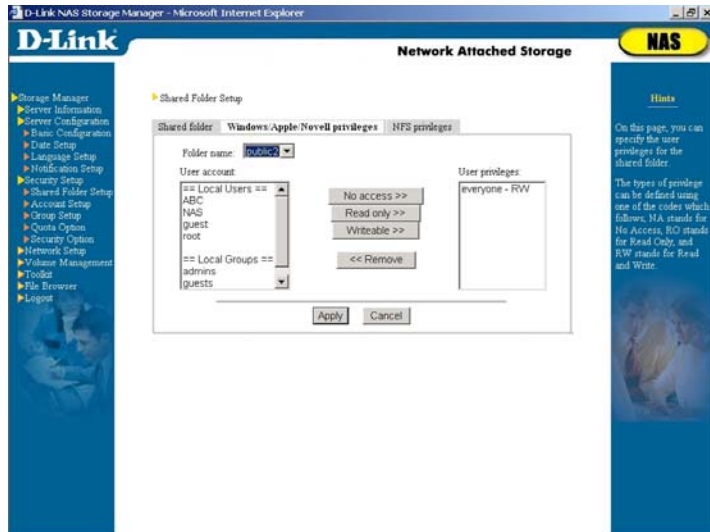 D-Link NAS Storage Manager - Microsoft Internet Explorer
D-Link
Network Attached Storage
NAS
Storage Manager
Server Information
Server Configuration
Basic Configuration
Date Setup
Language Setup
Notification Setup
Security Setup
Shared Folder Setup
Account Setup
Group Setup
Quota Option
Security Option
Network Setup
Volume Management
Toolkit
File Browser
Logout
Shared Folder Setup
Shared folder Windows/Apple/Novell privileges NFS privileges
Folder name: public2
User account:
== Local Users ==
ABC
NAS
guest
root
== Local Groups ==
admins
guests
No access >>
Read only >>
Writeable >>
<< Remove
User privileges:
everyone - RW
Apply Cancel
Hints
On this page, you can
specify the user
privileges for the
shared folder.
The types of privilege
can be defined using
one of the codes which
follows, NA stands for
No Access, RO stands
for Read Only, and
RW stands for Read
and Write.